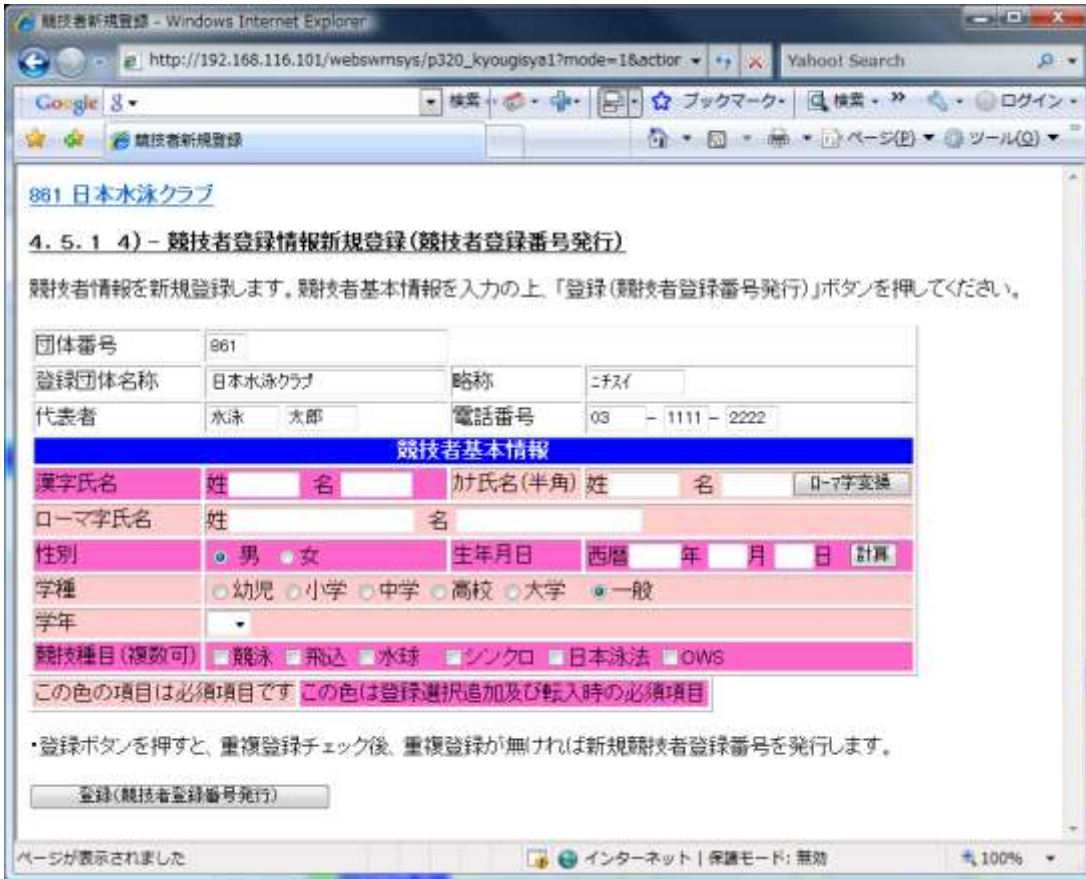 競技者新規登録 - Windows Internet Explorer
http://192.168.116.101/webswmsys/p320_kyougisya1?mode=1&actior
Yahoo! Search
Google
検索
ブックマーク
検索
ログイン
競技者新規登録
ページ(P)
ツール(O)
861 日本水泳クラブ
4.5.1 4)-競技者登録情報新規登録(競技者登録番号発行)
競技者情報を新規登録します。競技者基本情報を入力の上、「登録(競技者登録番号発行)」ボタンを押してください。
団体番号 861
登録団体名称 日本水泳クラブ 略称 ニチスイ
代表者 水泳 太郎 電話番号 03 - 1111 - 2222
競技者基本情報
漢字氏名 姓 名 カナ氏名(半角) 姓 名 ローマ字変換
ローマ字氏名 姓 名
性別 男 女 生年月日 西暦 年 月 日 計算
学種 幼児 小学 中学 高校 大学 一般
学年
競技種目(複数可) 競泳 飛込 水球 シンクロ 日本泳法 OWS
この色の項目は必須項目です この色は登録選択追加及び転入時の必須項目
・登録ボタンを押すと、重複登録チェック後、重複登録が無ければ新規競技者登録番号を発行します。
登録(競技者登録番号発行)
ページが表示されました インターネット | 保護モード: 無効 100%